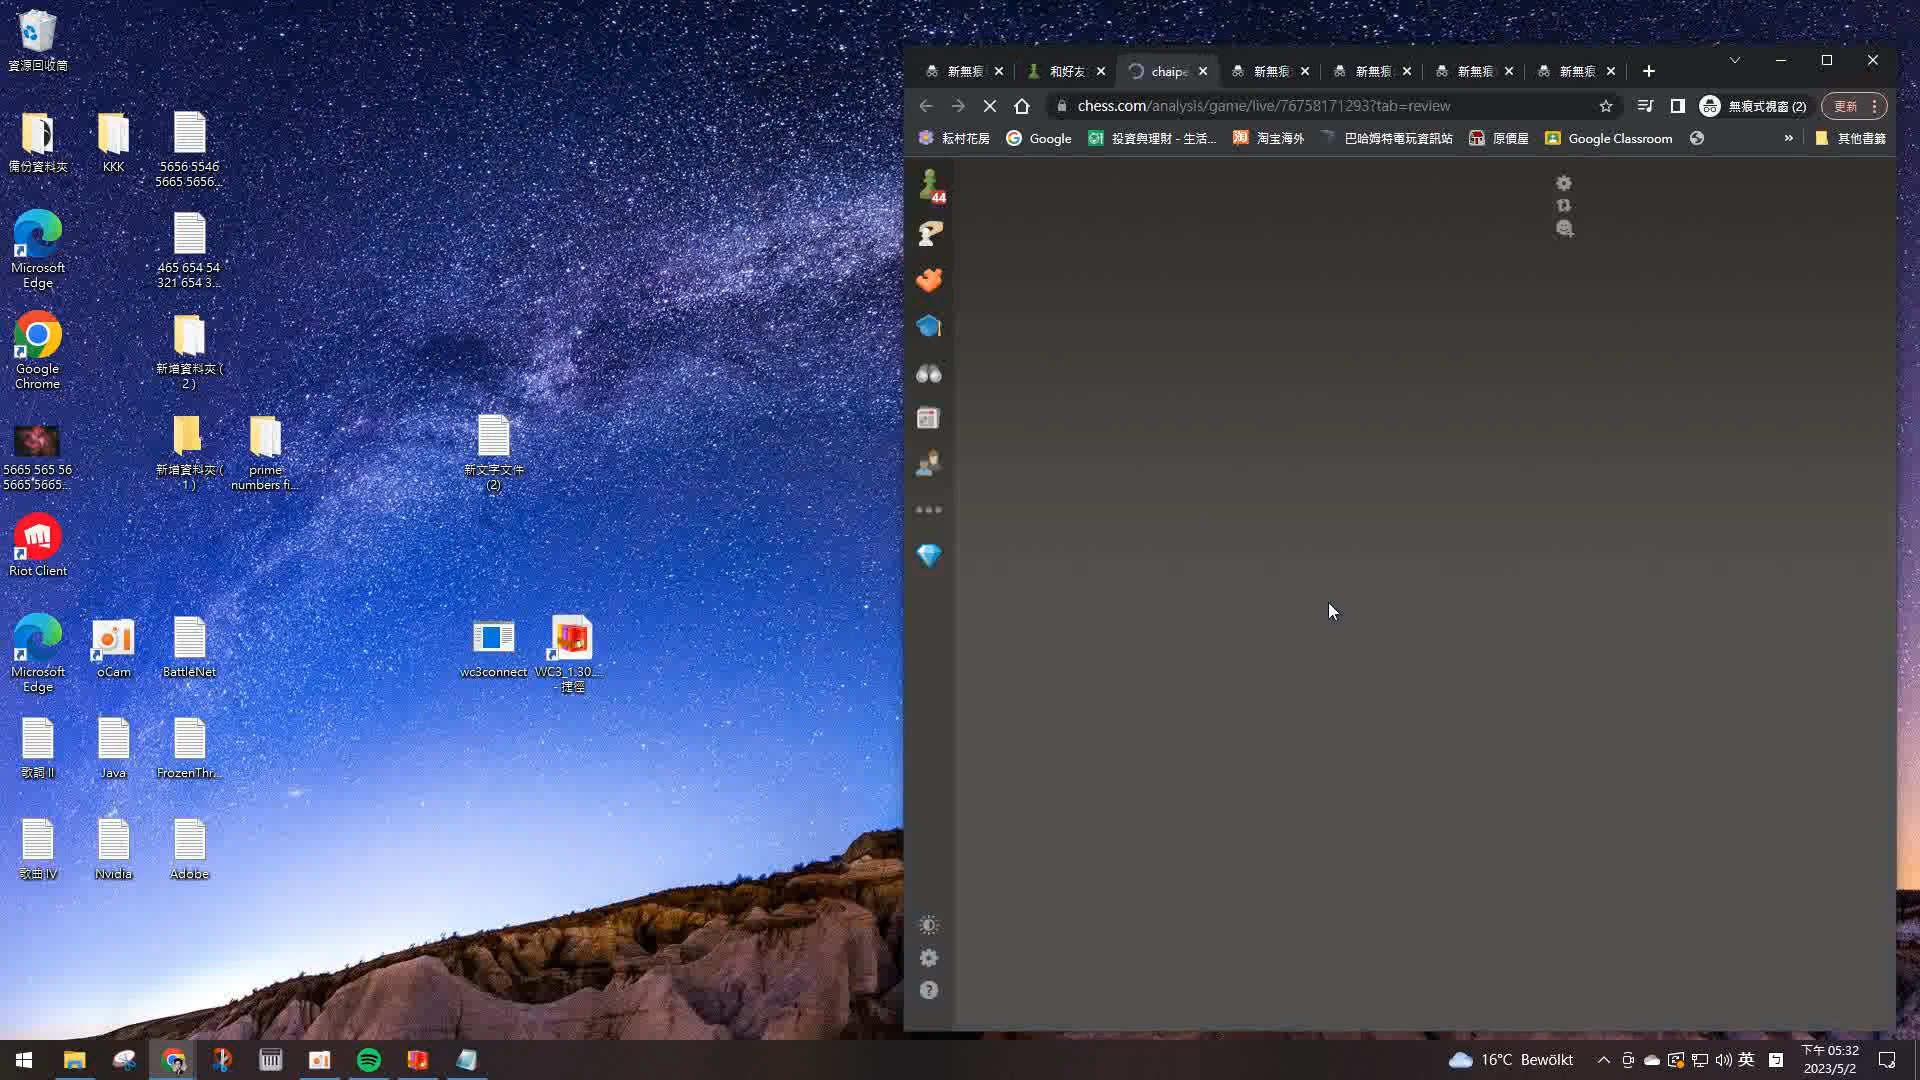 資源回收筒
備份資料夾
KKK
5656 5546
5665 5656...
Microsoft
Edge
465 654 54
321 654 3...
Google
Chrome
新增資料夾 (
2 )
5665 565 56
5665 5665...
新增資料夾 (
1 )
prime
numbers fi...
新文字文件
(2)
Riot Client
Microsoft
Edge
oCam
BattleNet
wc3connect
WC3_1.30....
- 捷徑
歌詞 II
Java
FrozenThr...
歌曲 IV
Nvidia
Adobe
新無痕
和好友
chaipe
新無痕
新無痕
新無痕
新無痕
chess.com/analysis/game/live/76758171293?tab=review
無痕式視窗 (2)
更新
耘村花房
Google
投資與理財 - 生活...
淘
淘宝海外
巴哈姆特電玩資訊站
原價屋
Google Classroom
»
其他書籤
44
16°C Bewölkt
英
下午 05:32
2023/5/2